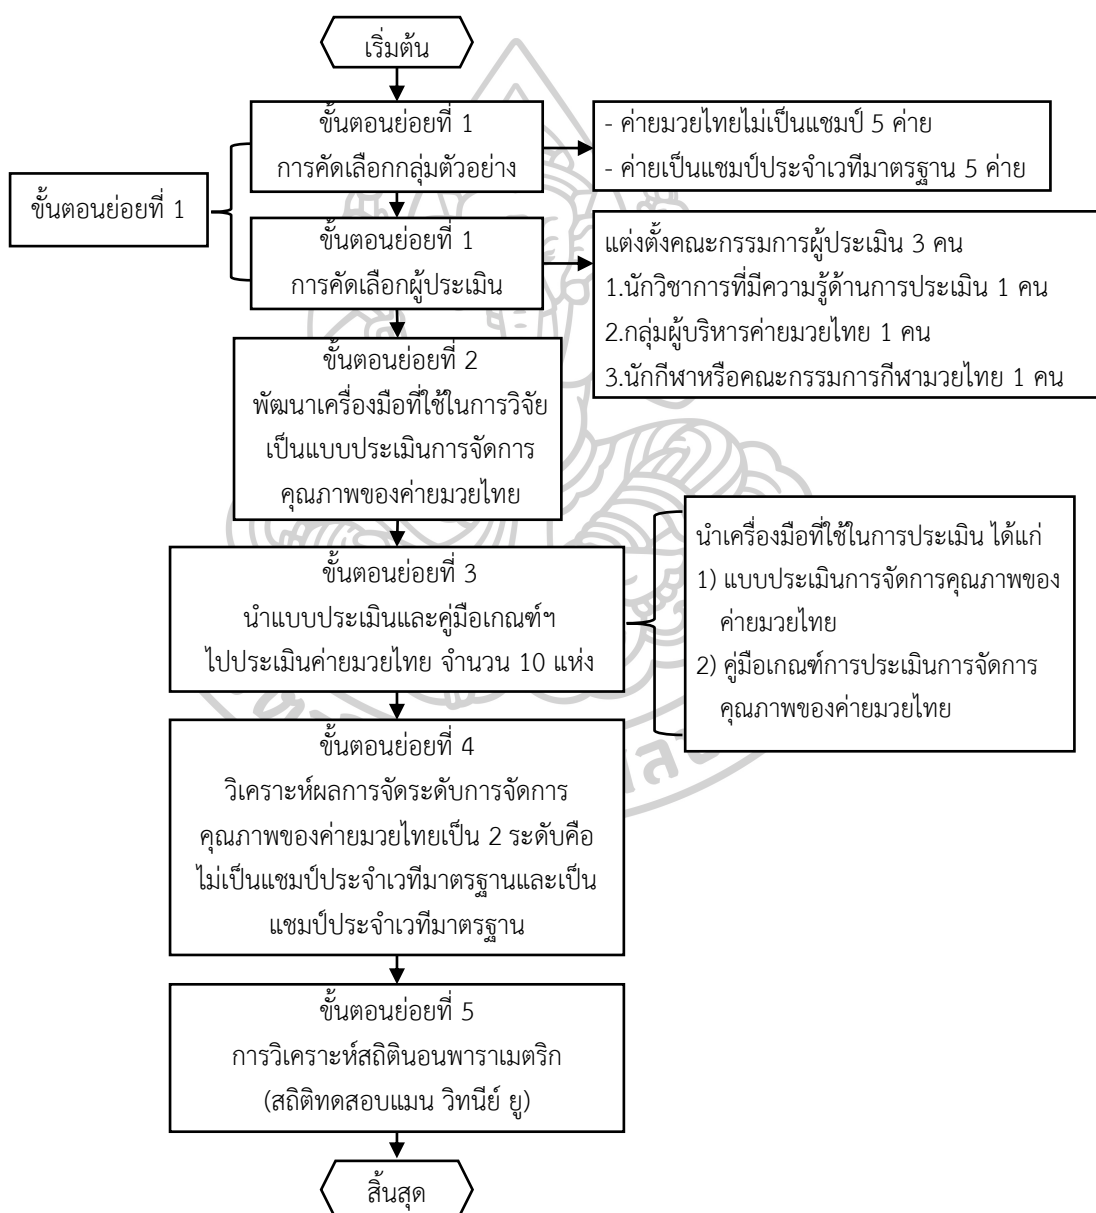 เริ่มต้น
ขั้นตอนย่อยที่ 1
การคัดเลือกกลุ่มตัวอย่าง
- ค่ายมวยไทยไม่เป็นแชมป์ 5 ค่าย
- ค่ายเป็นแชมป์ประจำเวทีมาตรฐาน 5 ค่าย
ขั้นตอนย่อยที่ 1
ขั้นตอนย่อยที่ 1
การคัดเลือกผู้ประเมิน
แต่งตั้งคณะกรรมการผู้ประเมิน 3 คน
1.นักวิชาการที่มีความรู้ด้านการประเมิน 1 คน
2.กลุ่มผู้บริหารค่ายมวยไทย 1 คน
3.นักกีฬาหรือคณะกรรมการกีฬามวยไทย 1 คน
ขั้นตอนย่อยที่ 2
พัฒนาเครื่องมือที่ใช้ในการวิจัย
เป็นแบบประเมินการจัดการ
คุณภาพของค่ายมวยไทย
ขั้นตอนย่อยที่ 3
นำแบบประเมินและคู่มือเกณฑ์ฯ
ไปประเมินค่ายมวยไทย จำนวน 10 แห่ง
นำเครื่องมือที่ใช้ในการประเมิน ได้แก่
1) แบบประเมินการจัดการคุณภาพของ
ค่ายมวยไทย
2) คู่มือเกณฑ์การประเมินการจัดการ
คุณภาพของค่ายมวยไทย
ขั้นตอนย่อยที่ 4
วิเคราะห์ผลการจัดระดับการจัดการ
คุณภาพของค่ายมวยไทยเป็น 2 ระดับคือ
ไม่เป็นแชมป์ประจำเวทีมาตรฐานและเป็น
แชมป์ประจำเวทีมาตรฐาน
ขั้นตอนย่อยที่ 5
การวิเคราะห์สถิตินอนพาราเมตริก
(สถิติทดสอบแมน วิทนีย์ ยู)
สิ้นสุด